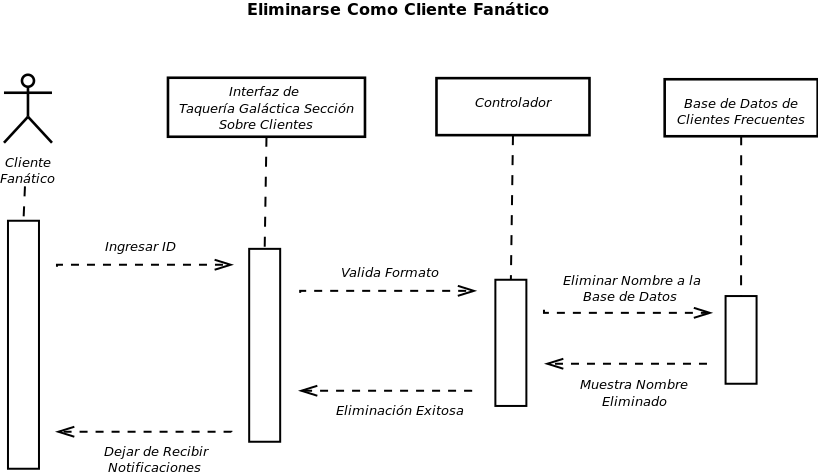 Eliminarse Como Cliente Fanático
Interfaz de
Taquería Galáctica Sección
Sobre Clientes
Controlador
Base de Datos de
Clientes Frecuentes
Cliente
Fanático
Ingresar ID
Valida Formato
Eliminar Nombre a la
Base de Datos
Muestra Nombre
Eliminado
Eliminación Exitosa
Dejar de Recibir
Notificaciones